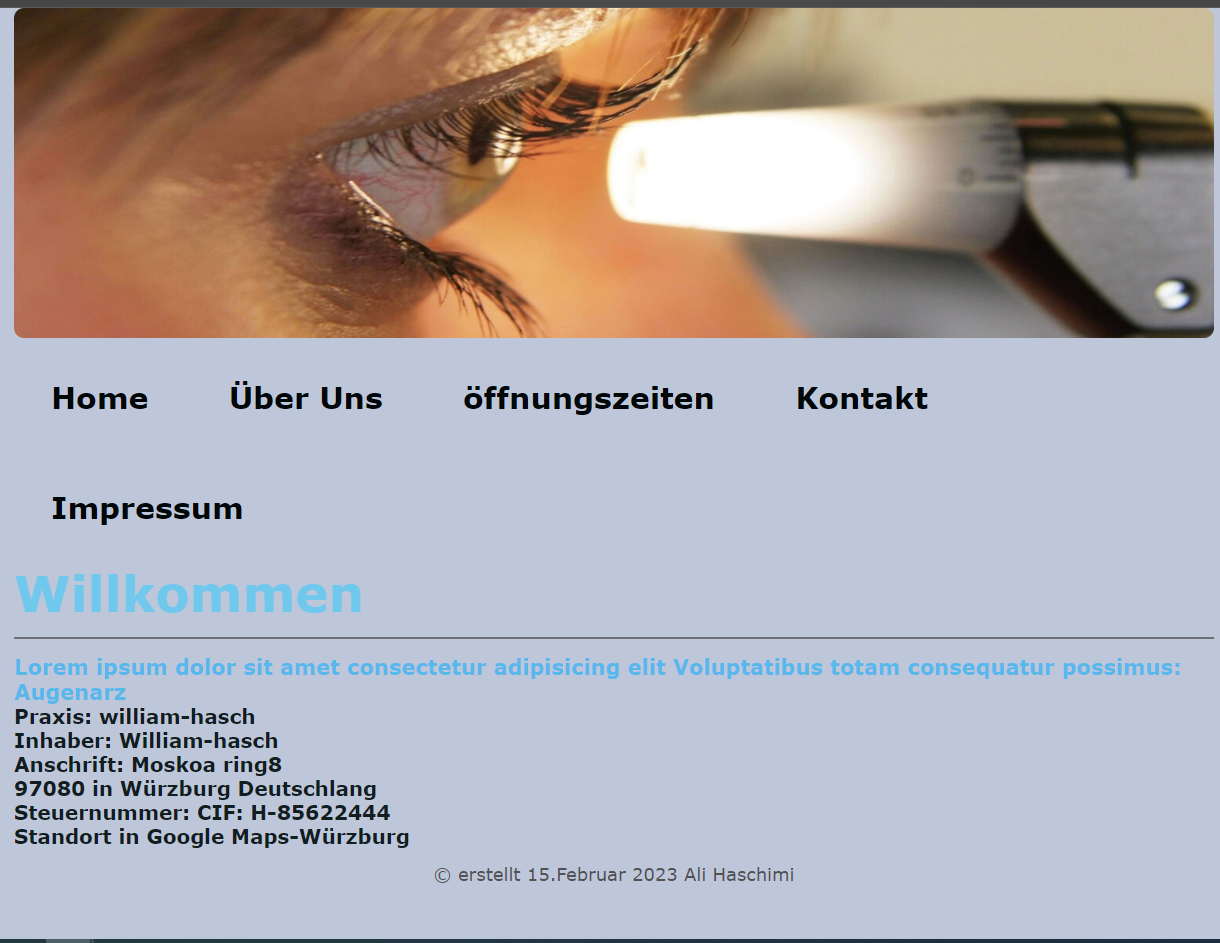 Home Über Uns öffnungszeiten Kontakt
Impressum
Willkommen
Lorem ipsum dolor sit amet consectetur adipisicing elit Voluptatibus totam consequatur possimus:
Augenarz
Praxis: william-hasch
Inhaber: William-hasch
Anschrift: Moskoa ring8
97080 in Würzburg Deutschlang
Steuernummer: CIF: H-85622444
Standort in Google Maps-Würzburg
© erstellt 15.Februar 2023 Ali Haschimi